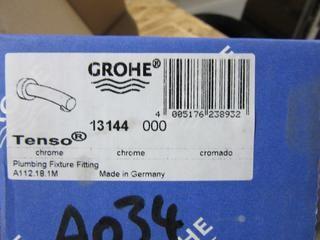 GROHE®
4 005176 238932
13144 000
Tenso®
chrome chrome cromado
Plumbing Fixture Fitting
A112.18.1M Made in Germany
A034
GROHE